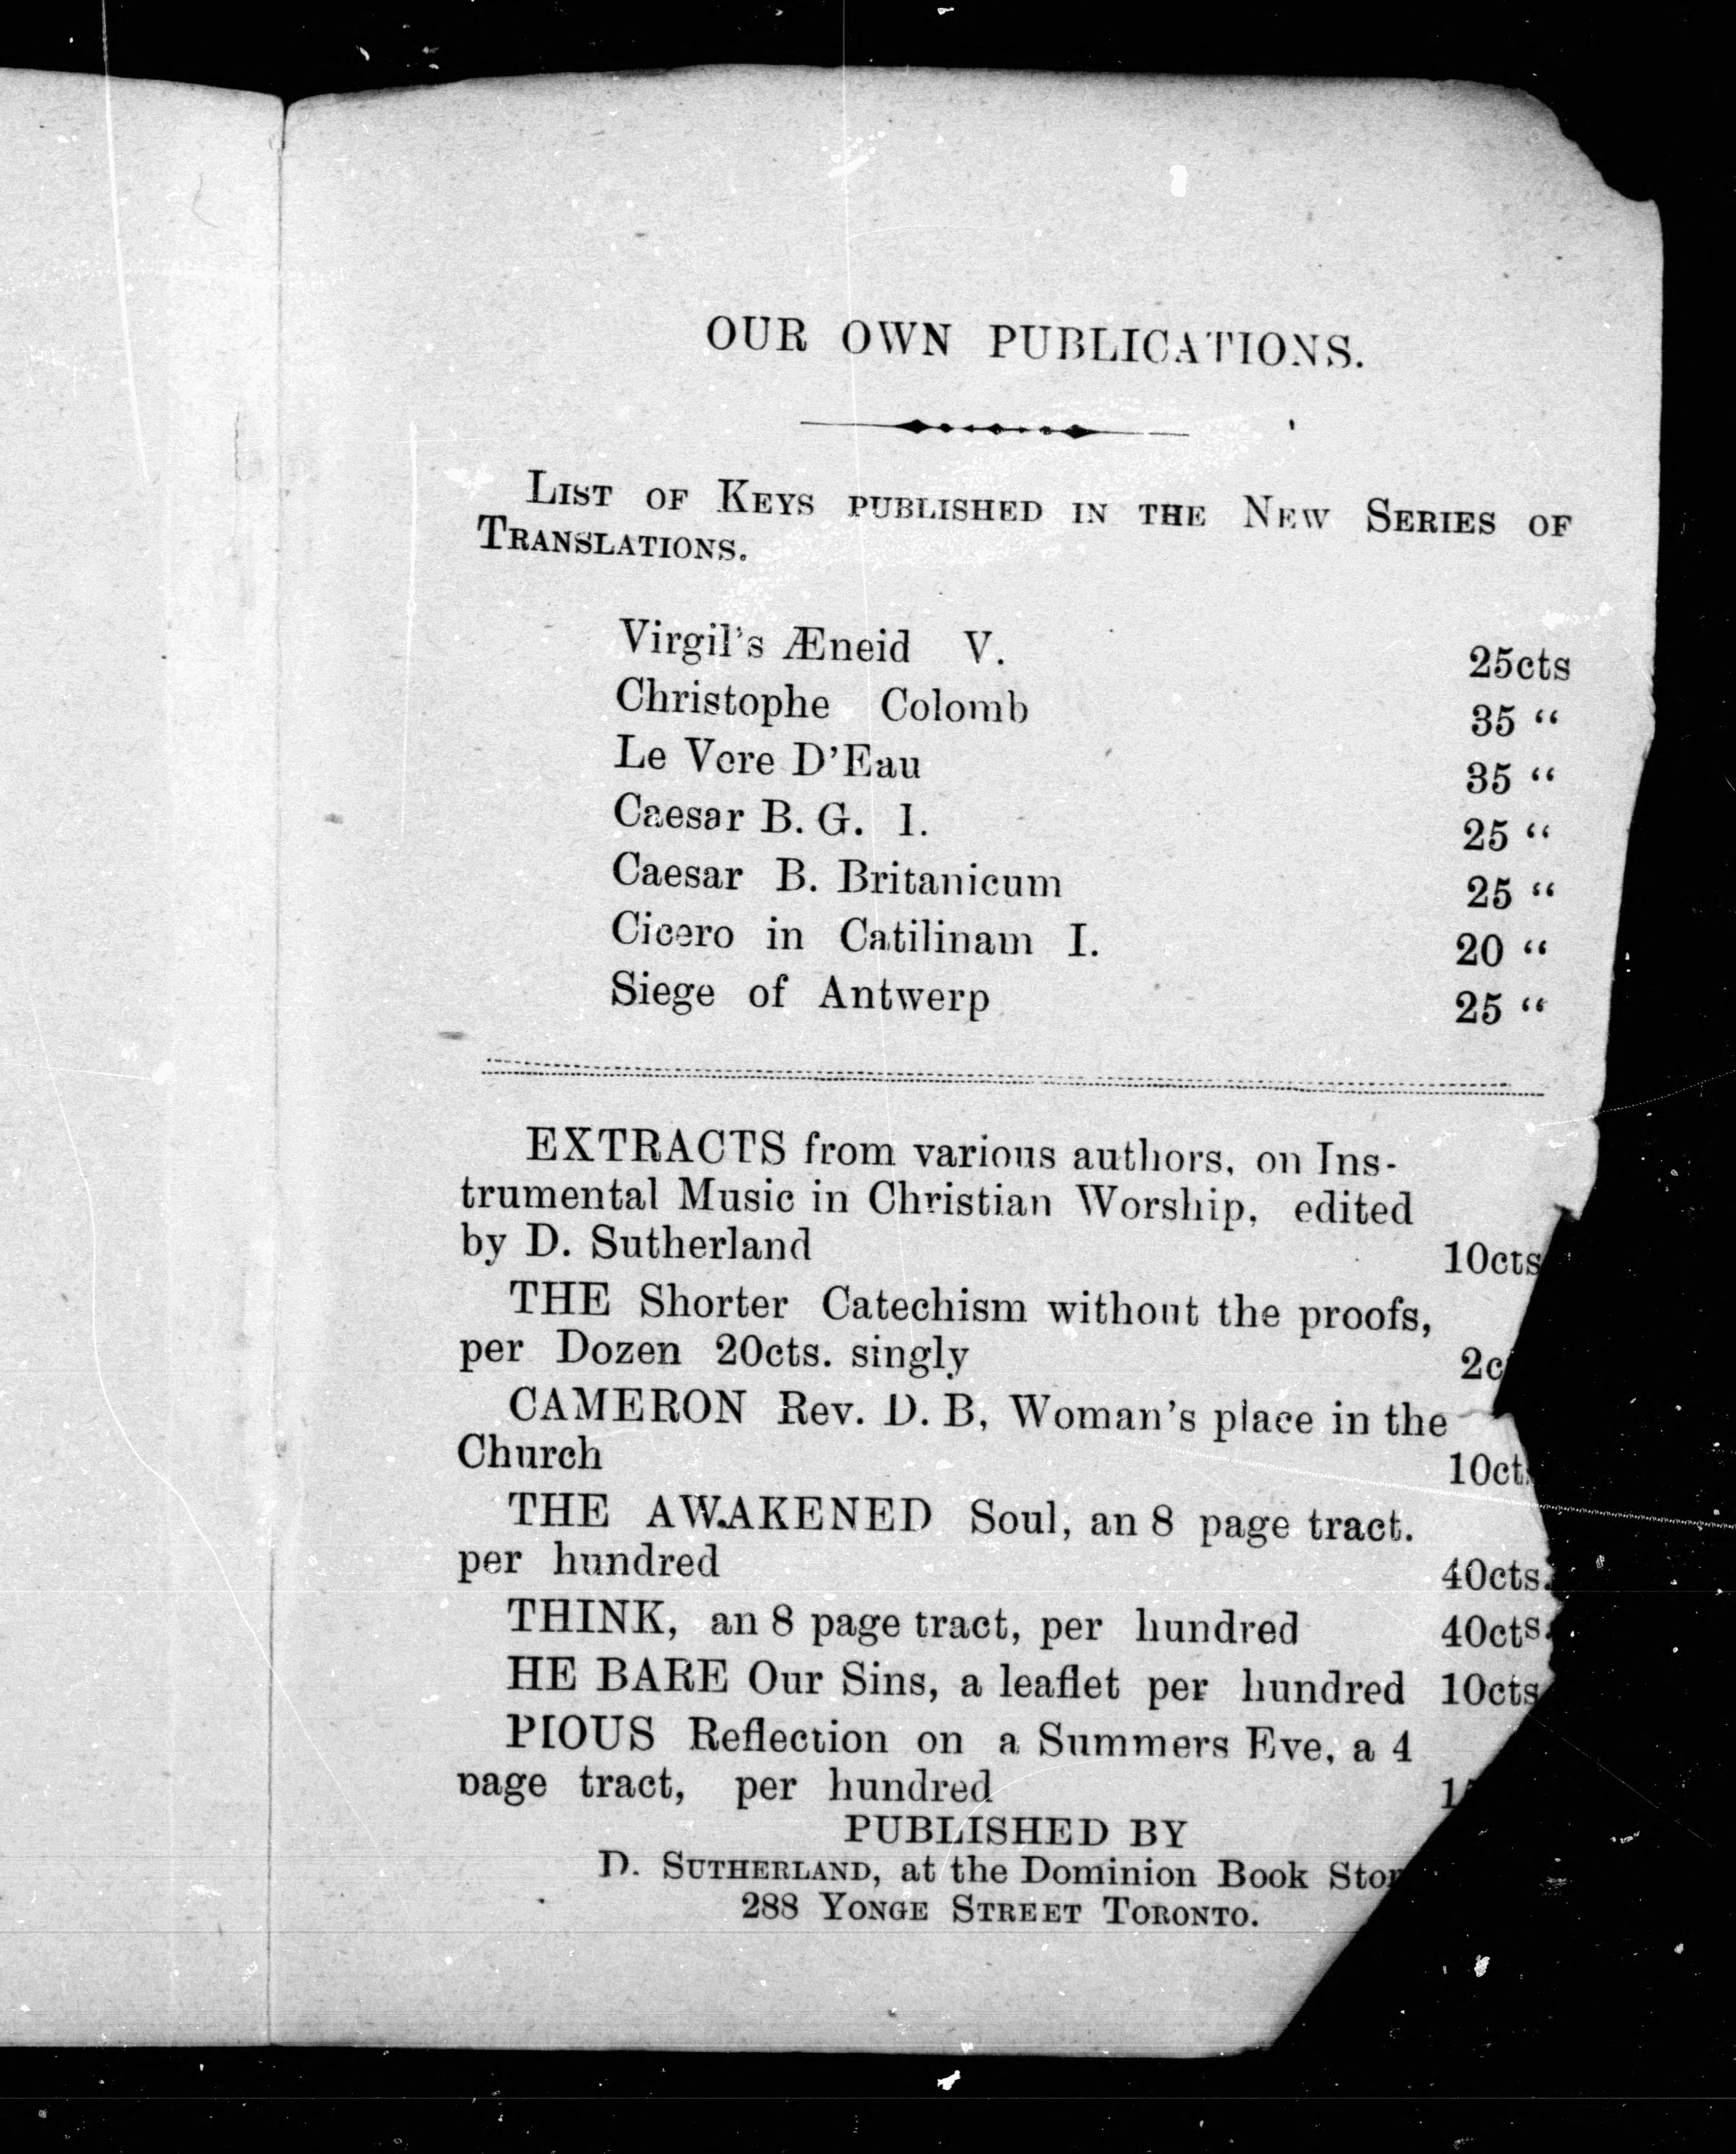 OUR OWN PUBLICATIONS.
LIST OF KEYS PUBLISHED IN THE NEW SERIES OF
TRANSLATIONS.
Virgil's Æneid V. 25cts
Christophe Colomb 35 “
Le Vere D'Eau 35 “
Caesar B. G. I. 25 “
Caesar B. Britanicum 25 “
Cicero in Catilinam I. 20 “
Siege of Antwerp 25 “
EXTRACTS from various authors, on Ins-
trumental Music in Christian Worship, edited
by D. Sutherland 10cts
THE Shorter Catechism without the proofs,
per Dozen 20cts. singly 2c
CAMERON Rev. D. B, Woman's place in the
Church 10ct
THE AWAKENED Soul, an 8 page tract.
per hundred 40cts.
THINK, an 8 page tract, per hundred 40cts.
HE BARE Our Sins, a leaflet per hundred 10cts
PIOUS Reflection on a Summers Eve, a 4
page tract, per hundred
PUBLISHED BY
D. SUTHERLAND, at the Dominion Book Stor
288 YONGE STREET TORONTO.